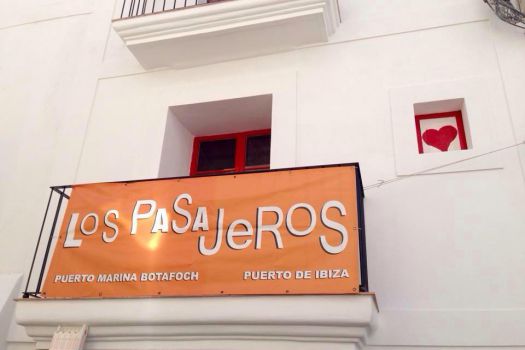 LOS PASAJEROS
PUERTO MARINA BOTAFOCH PUERTO DE IBIZA